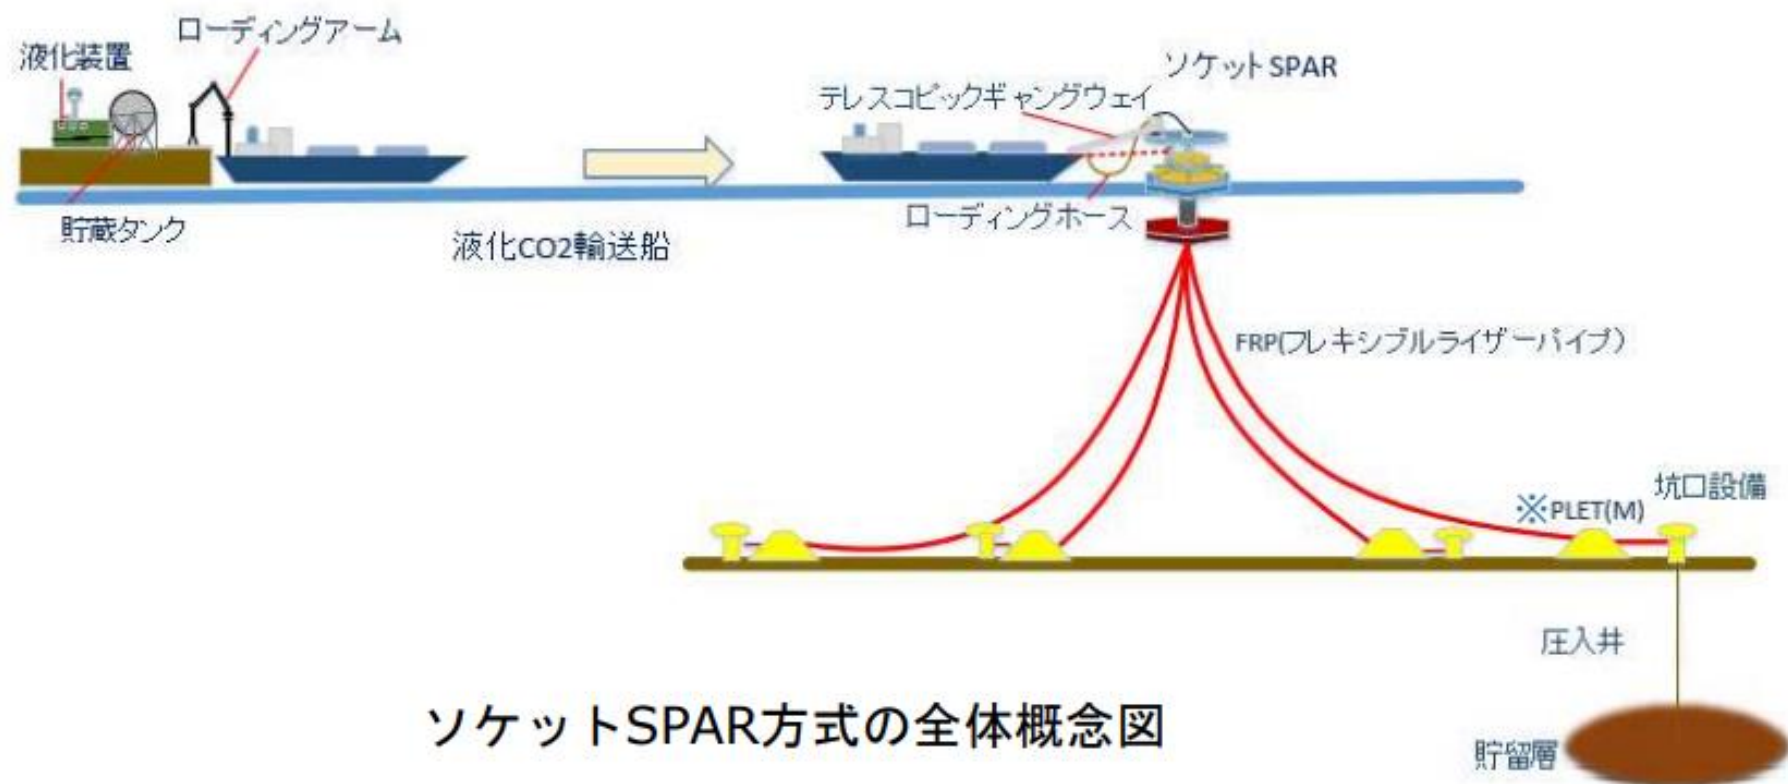 ローディングアーム
液化装置
ソケットSPAR
テレスコピックギャングウェイ
貯蔵タンク
ローディングホース
液化CO2輸送船
FRP(フレキシブルライザーパイプ)
坑口設備
※PLET(M)
圧入井
ソケットSPAR方式の全体概念図
貯留層